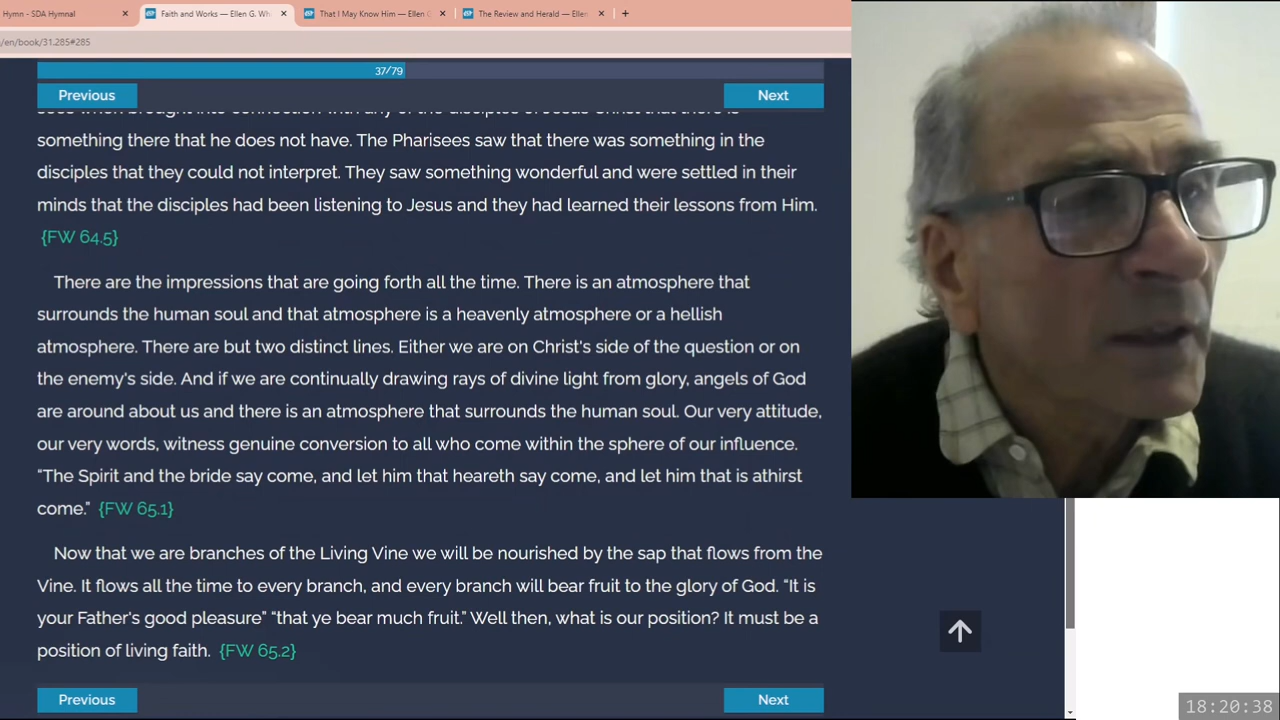 Hymn - SDA Hymnal
Faith and Works — Ellen G. Wh
That I May Know Him — Ellen G
The Review and Herald — Ellen
/en/book/31.285#285
37/79
Previous
Next
something there that he does not have. The Pharisees saw that there was something in the
disciples that they could not interpret. They saw something wonderful and were settled in their
minds that the disciples had been listening to Jesus and they had learned their lessons from Him.
{FW 64.5}
There are the impressions that are going forth all the time. There is an atmosphere that
surrounds the human soul and that atmosphere is a heavenly atmosphere or a hellish
atmosphere. There are but two distinct lines. Either we are on Christ's side of the question or on
the enemy's side. And if we are continually drawing rays of divine light from glory, angels of God
are around about us and there is an atmosphere that surrounds the human soul. Our very attitude,
our very words, witness genuine conversion to all who come within the sphere of our influence.
“The Spirit and the bride say come, and let him that heareth say come, and let him that is athirst
come.” {FW 65.1}
Now that we are branches of the Living Vine we will be nourished by the sap that flows from the
Vine. It flows all the time to every branch, and every branch will bear fruit to the glory of God. “It is
your Father's good pleasure” “that ye bear much fruit.” Well then, what is our position? It must be a
position of living faith. {FW 65.2}
Previous
Next
18:20:38